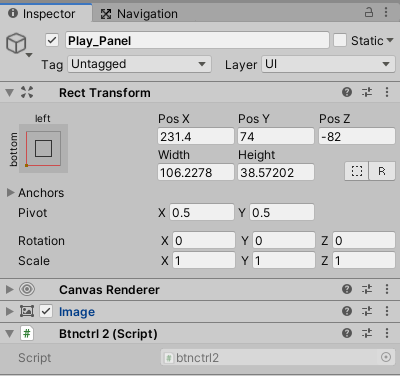 Inspector Navigation
Play_Panel Static
Tag Untagged Layer UI
Rect Transform
left
bottom
Pos X Pos Y Pos Z
231.4 74 -82
Width Height
106.2278 38.57202
R
Anchors
Pivot X 0.5 Y 0.5
Rotation X 0 Y 0 Z 0
Scale X 1 Y 1 Z 1
Canvas Renderer
Image
# Btnctrl 2 (Script)
Script # btnctrl2